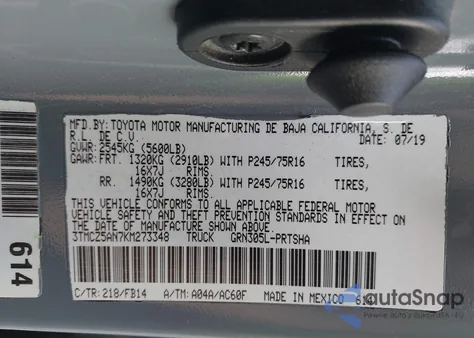 MFD.BY:TOYOTA MOTOR MANUFACTURING DE BAJA CALIFORNIA, S. DE
R.L. DE C.V. DATE: 07/19
GVWR: 2545KG (5600LB)
GAWR:FRT. 1320KG (2910LB) WITH P245/75R16 TIRES,
16X7J RIMS.
RR. 1490KG (3280LB) WITH P245/75R16 TIRES,
16X7J RIMS.
THIS VEHICLE CONFORMS TO ALL APPLICABLE FEDERAL MOTOR
VEHICLE SAFETY AND THEFT PREVENTION STANDARDS IN EFFECT ON
THE DATE OF MANUFACTURE SHOWN ABOVE.
3TMCZ5AN7KM273348 TRUCK GRN305L-PRTSHA
C/TR: 218/FB14 A/TM: A04A/AC60F MADE IN MEXICO
614
autoSnap